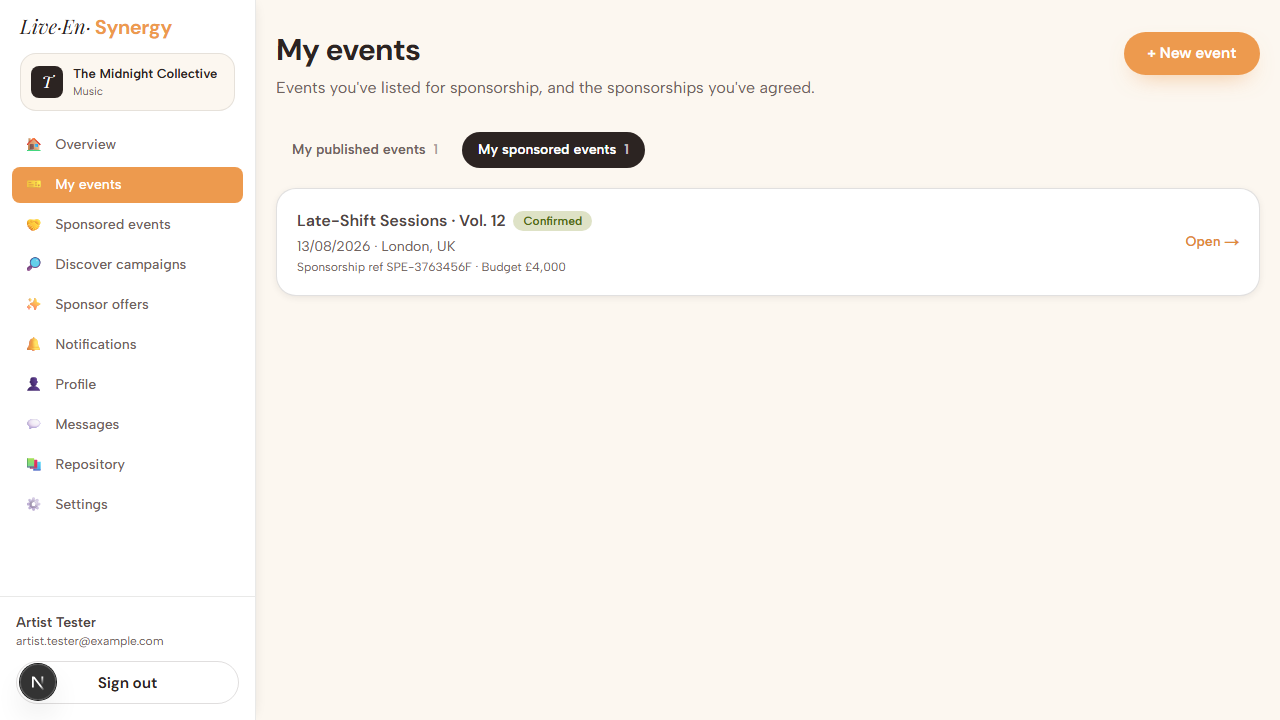 Live·En· Synergy
T
The Midnight Collective
Music
Overview
My events
Sponsored events
Discover campaigns
Sponsor offers
Notifications
Profile
Messages
Repository
Settings
Artist Tester
artist.tester@example.com
N
Sign out
My events
Events you've listed for sponsorship, and the sponsorships you've agreed.
+ New event
My published events 1
My sponsored events 1
Late-Shift Sessions · Vol. 12 Confirmed
13/08/2026 · London, UK
Sponsorship ref SPE-3763456F · Budget £4,000
Open →